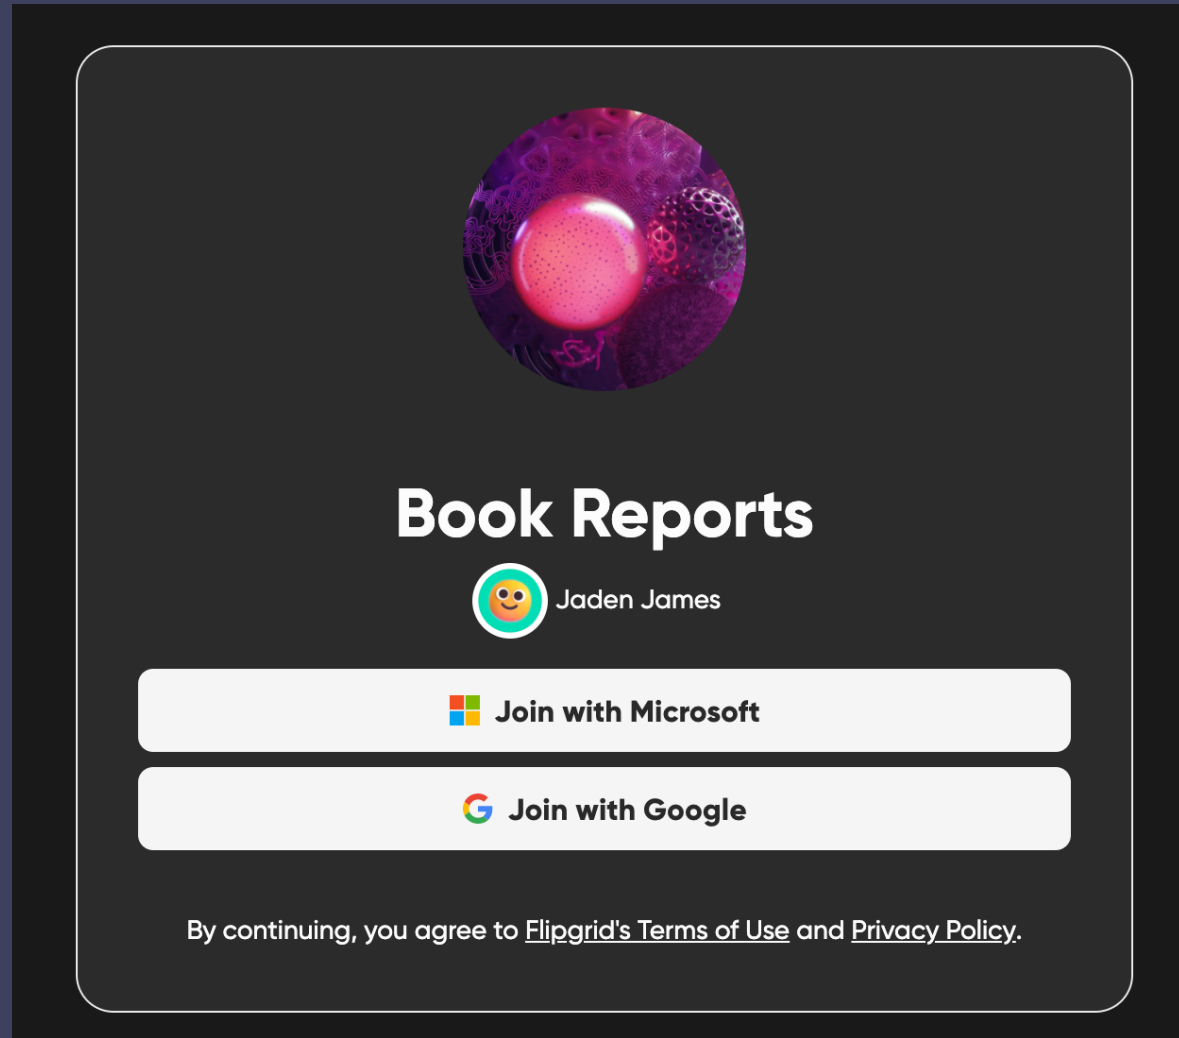 Book Reports
Jaden James
Join with Microsoft
Join with Google
By continuing, you agree to Flipgrid's Terms of Use and Privacy Policy.